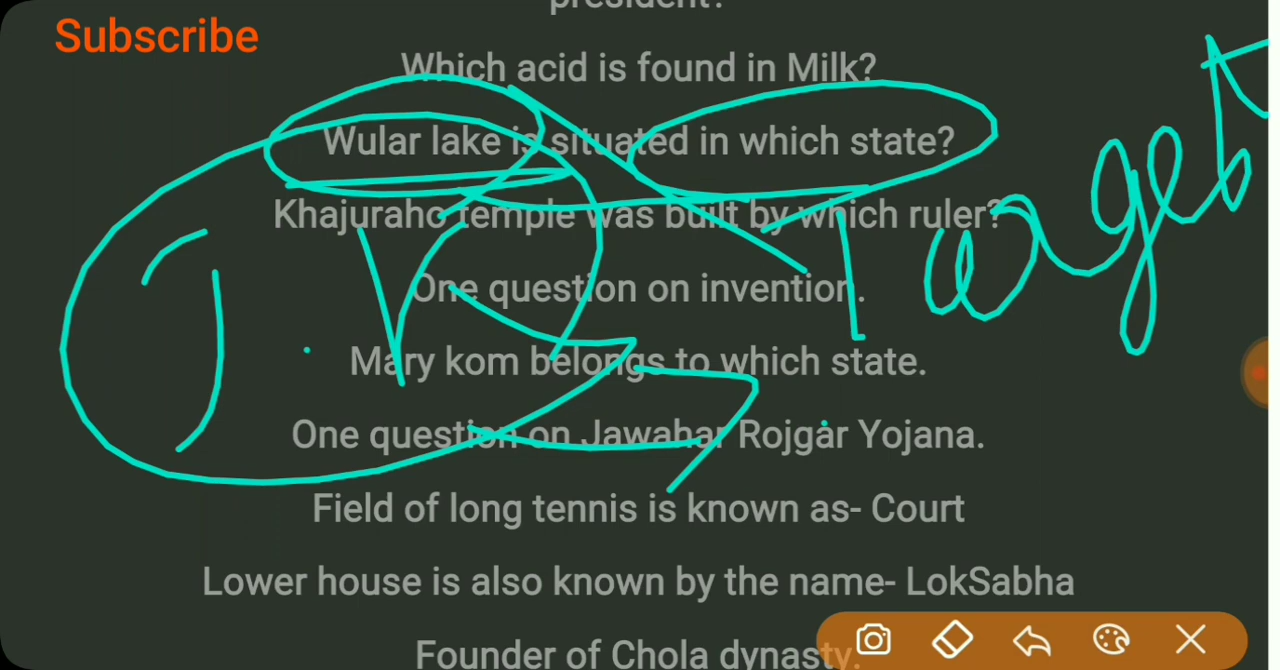 president?
Subscribe
Which acid is found in Milk?
Wular lake is situated in which state?
Khajuraho temple was built by which ruler?
Target
One question on invention.
Mary kom belongs to which state.
One question on Jawahar Rojgar Yojana.
Field of long tennis is known as- Court
Lower house is also known by the name- LokSabha
Founder of Chola dynasty.